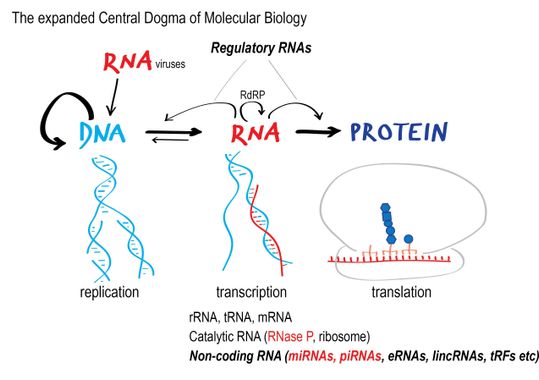 The expanded Central Dogma of Molecular Biology
Regulatory RNAs
RNA viruses
RdRP
DNA
RNA
PROTEIN
replication
transcription
translation
rRNA, tRNA, mRNA
Catalytic RNA (RNase P, ribosome)
Non-coding RNA (miRNAs, piRNAs, eRNAs, lincRNAs, tRFs etc)